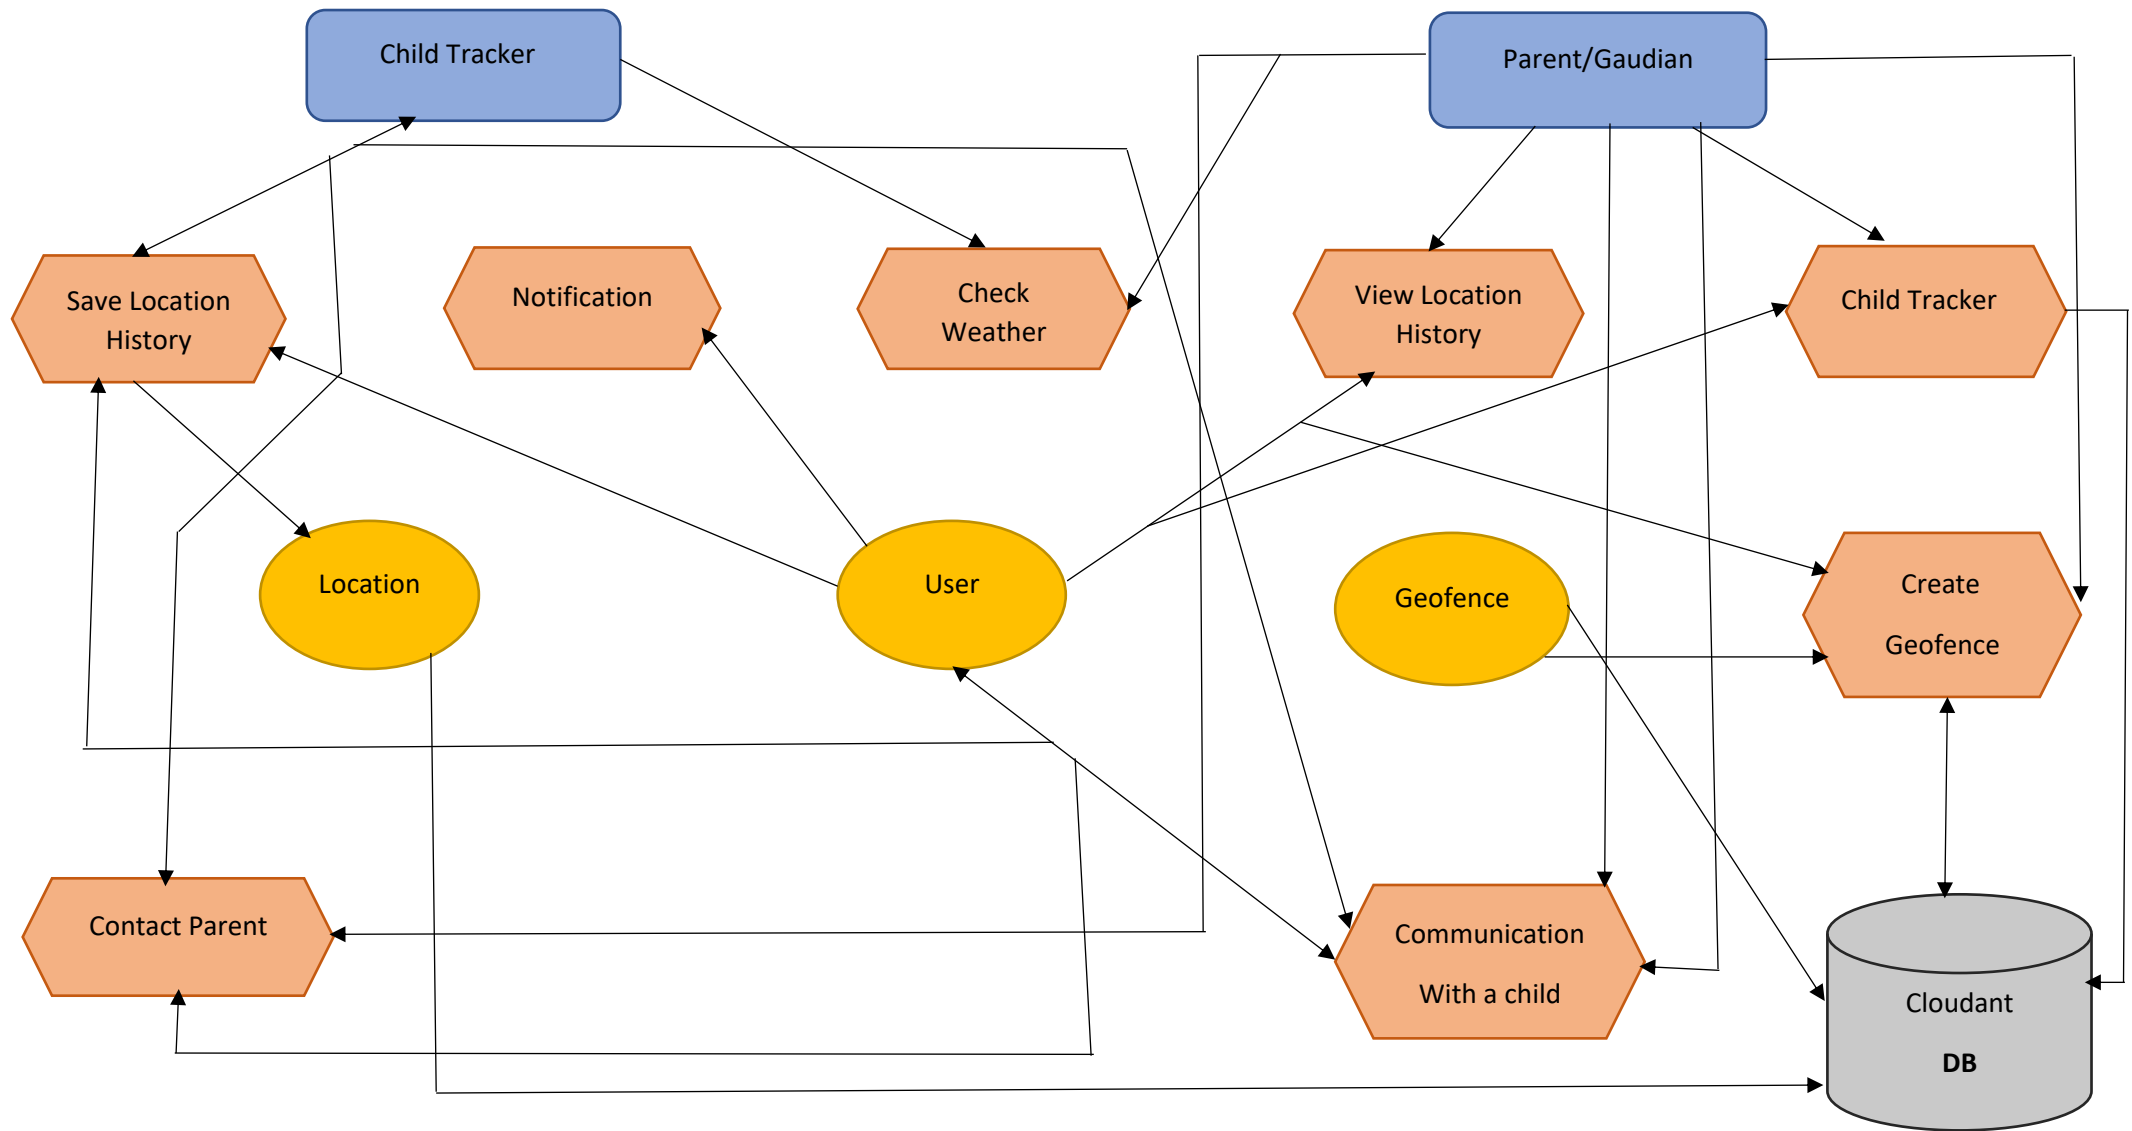 Child Tracker
Parent/Gaudian
Save Location
History
Notification
Check
Weather
View Location
History
Child Tracker
Location
User
Geofence
Create
Geofence
Contact Parent
Communication
With a child
Cloudant
DB